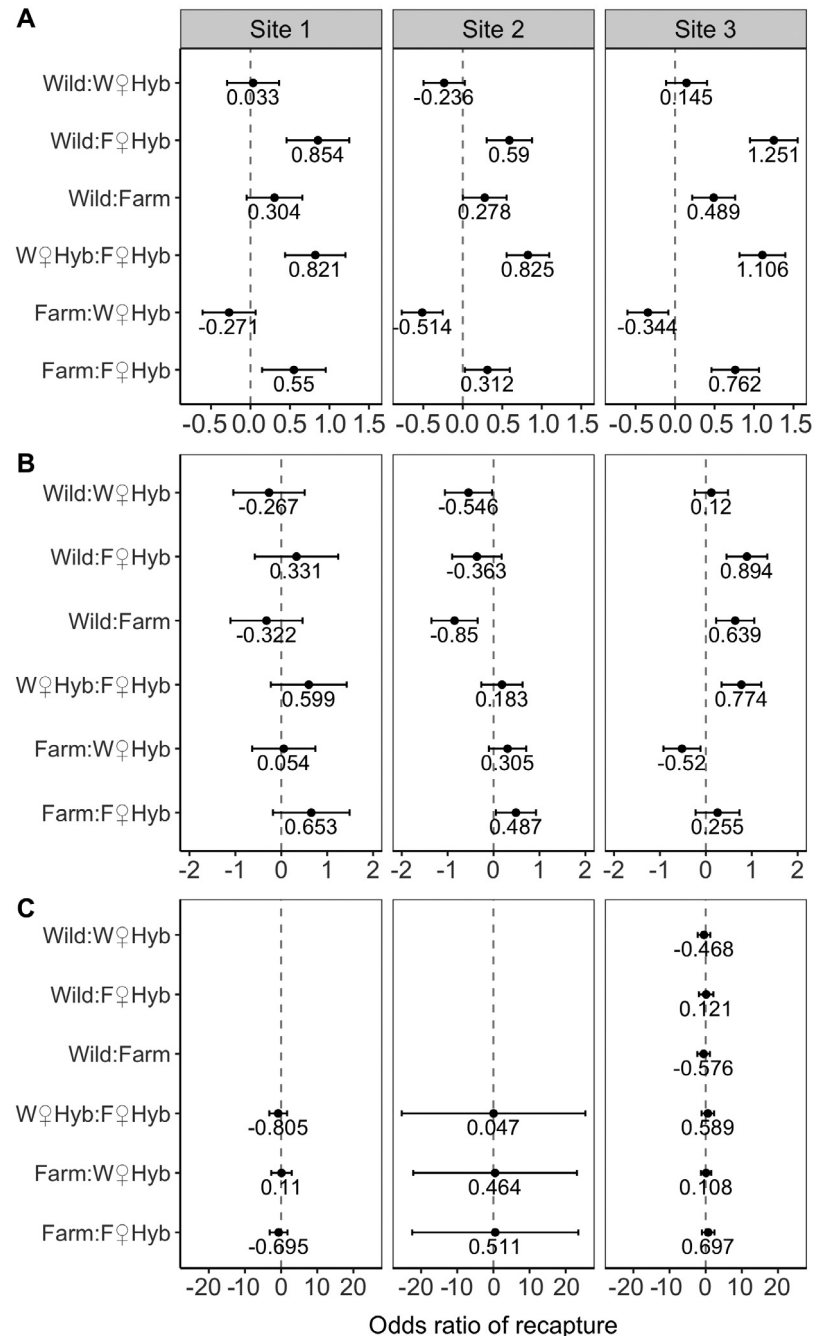 A
Site 1 Site 2 Site 3
Wild:W♀Hyb
0.033 -0.236 0.145
Wild:F♀Hyb
0.854 0.59 1.251
Wild:Farm
0.304 0.278 0.489
W♀Hyb:F♀Hyb
0.821 0.825 1.106
Farm:W♀Hyb
-0.271 -0.514 -0.344
Farm:F♀Hyb
0.55 0.312 0.762
-0.5 0.0 0.5 1.0 1.5 -0.5 0.0 0.5 1.0 1.5 -0.5 0.0 0.5 1.0 1.5
B
Wild:W♀Hyb
-0.267 -0.546 0.12
Wild:F♀Hyb
0.331 -0.363 0.894
Wild:Farm
-0.322 -0.85 0.639
W♀Hyb:F♀Hyb
0.599 0.183 0.774
Farm:W♀Hyb
0.054 0.305 -0.52
Farm:F♀Hyb
0.653 0.487 0.255
-2 -1 0 1 2 -2 -1 0 1 2 -2 -1 0 1 2
C
Wild:W♀Hyb
-0.468
Wild:F♀Hyb
0.121
Wild:Farm
-0.576
W♀Hyb:F♀Hyb
-0.805 0.047 0.589
Farm:W♀Hyb
0.11 0.464 0.108
Farm:F♀Hyb
-0.695 0.511 0.697
-20 -10 0 10 20 -20 -10 0 10 20 -20 -10 0 10 20
Odds ratio of recapture